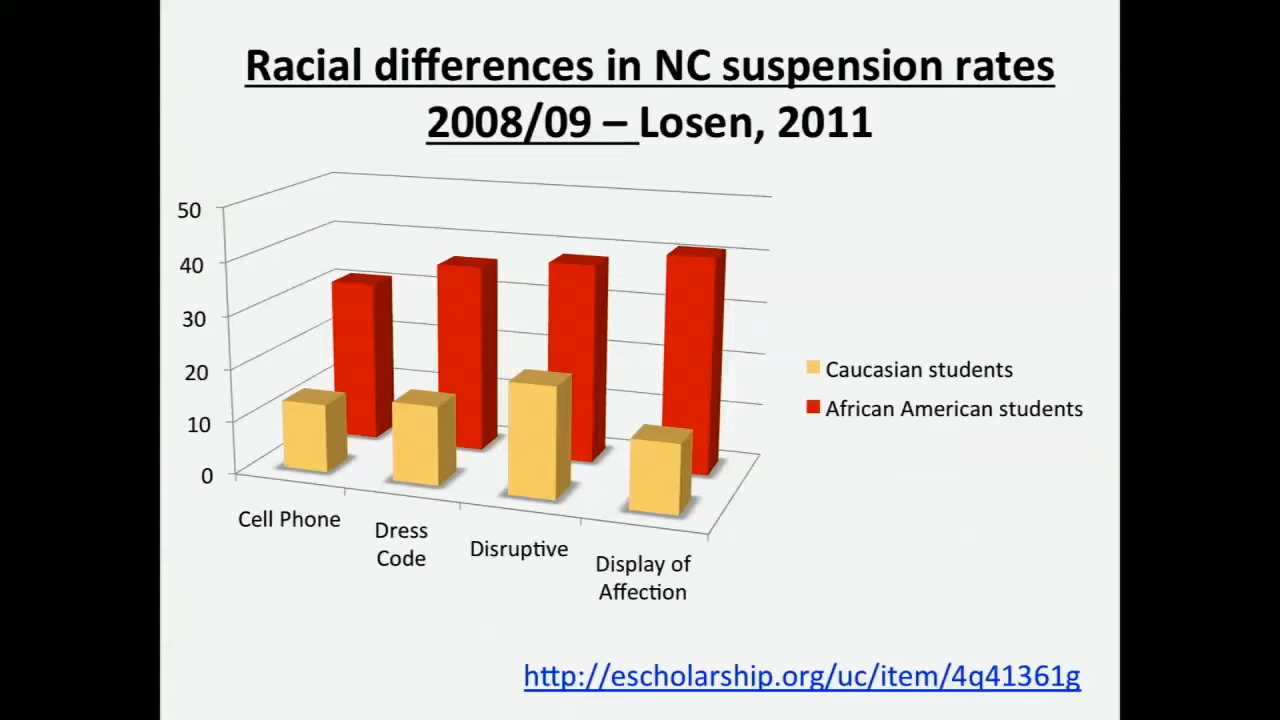 Racial differences in NC suspension rates
2008/09 – Losen, 2011
50
40
30
20
10
0
Cell Phone
Dress
Code
Disruptive
Display of
Affection
Caucasian students
African American students
http://escholarship.org/uc/item/4q41361g